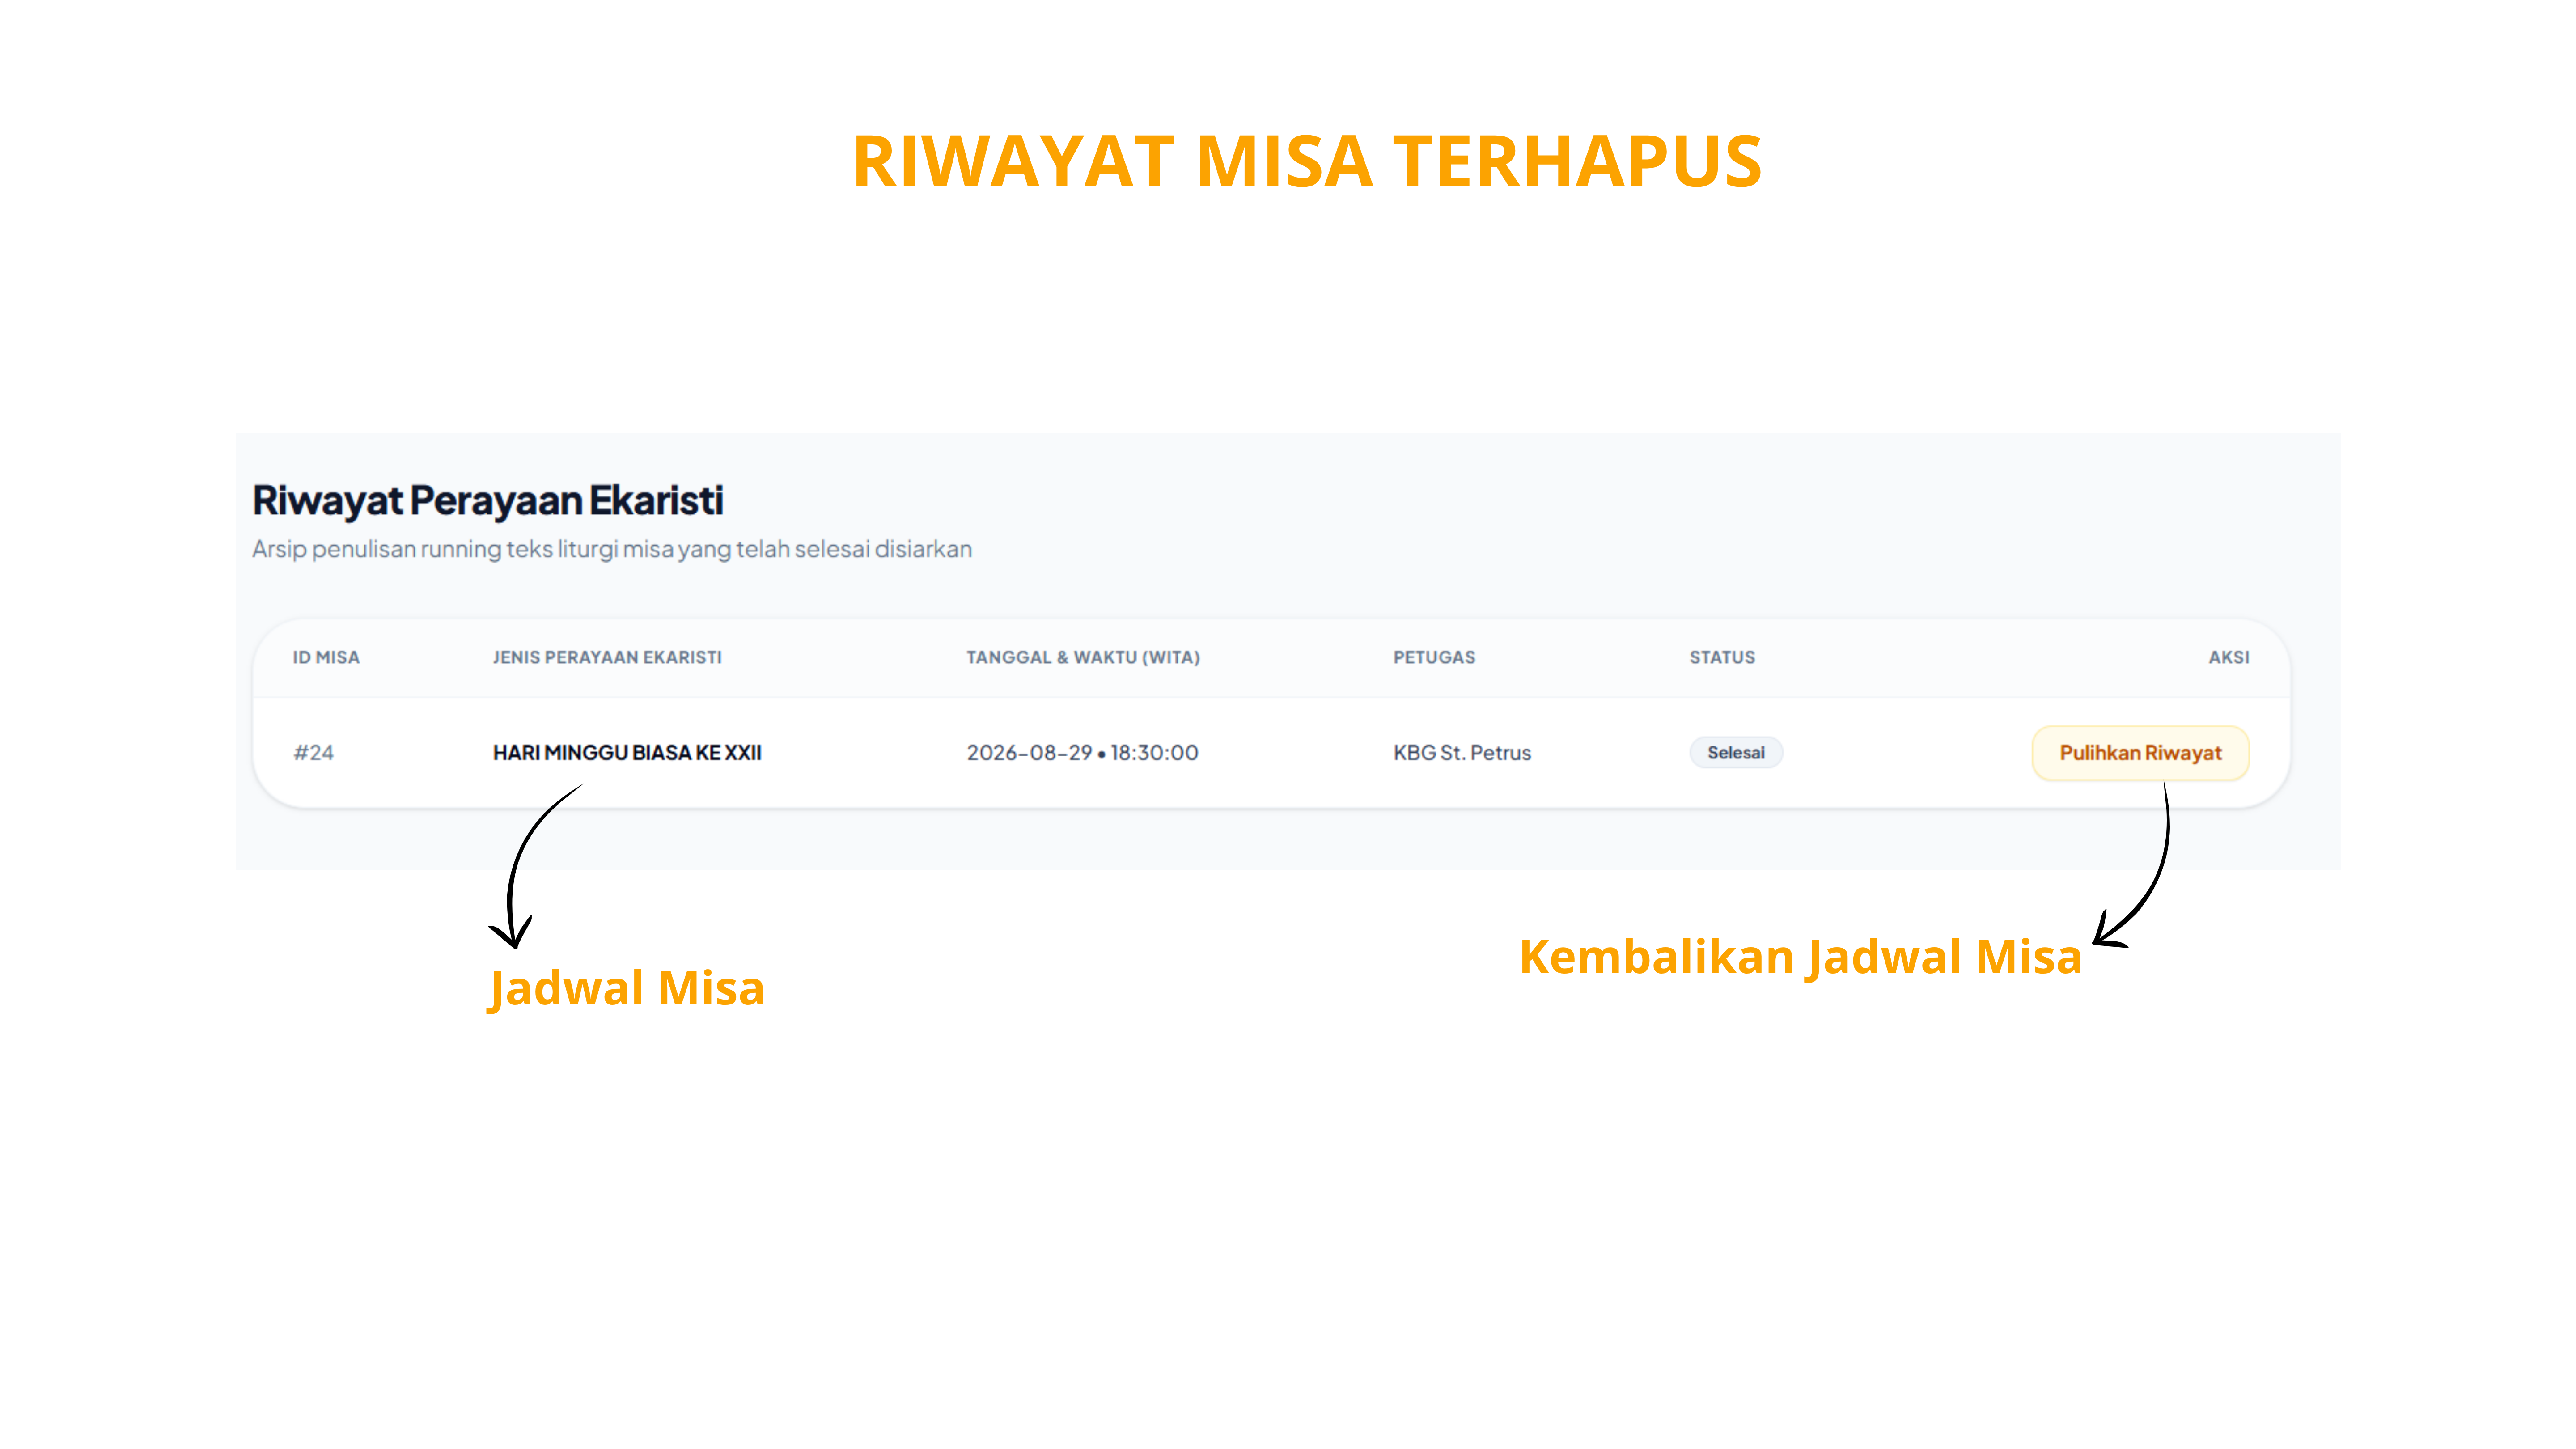 RIWAYAT MISA TERHAPUS
Riwayat Perayaan Ekaristi
Arsip penulisan running teks liturgi misa yang telah selesai disiarkan
ID MISA JENIS PERAYAAN EKARISTI TANGGAL & WAKTU (WITA) PETUGAS STATUS AKSI
#24 HARI MINGGU BIASA KE XXII 2026-08-29 • 18:30:00 KBG St. Petrus Selesai Pulihkan Riwayat
Kembalikan Jadwal Misa
Jadwal Misa